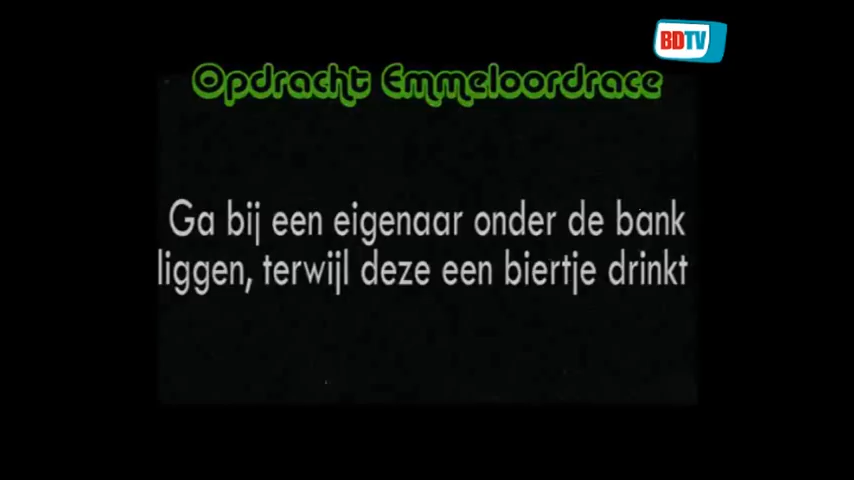 BDTV
Opdracht Emmeloordrace
Ga bij een eigenaar onder de bank
liggen, terwijl deze een biertje drinkt